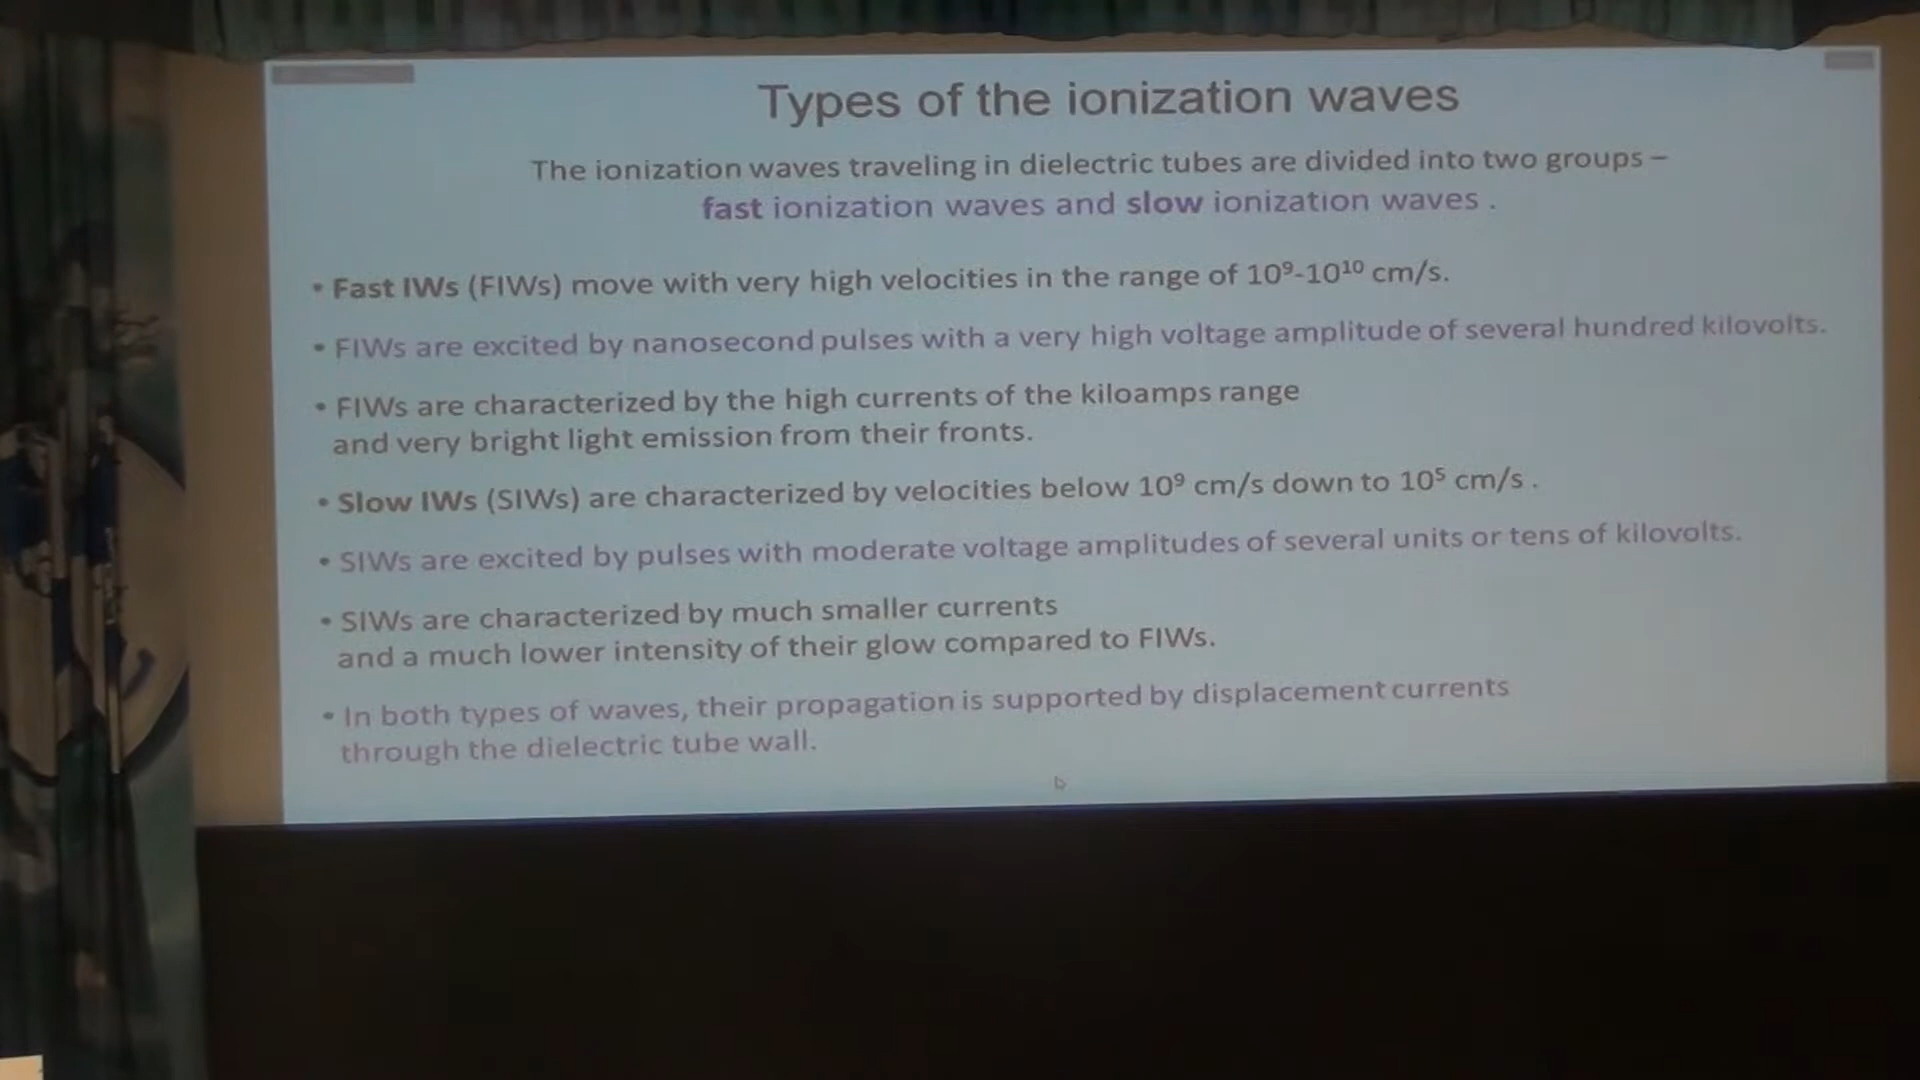 Types of the ionization waves
The ionization waves traveling in dielectric tubes are divided into two groups –
fast ionization waves and slow ionization waves .
• Fast IWs (FIWs) move with very high velocities in the range of 10⁹-10¹⁰ cm/s.
• FIWs are excited by nanosecond pulses with a very high voltage amplitude of several hundred kilovolts.
• FIWs are characterized by the high currents of the kiloamps range
and very bright light emission from their fronts.
• Slow IWs (SIWs) are characterized by velocities below 10⁹ cm/s down to 10⁵ cm/s .
• SIWs are excited by pulses with moderate voltage amplitudes of several units or tens of kilovolts.
• SIWs are characterized by much smaller currents
and a much lower intensity of their glow compared to FIWs.
• In both types of waves, their propagation is supported by displacement currents
through the dielectric tube wall.